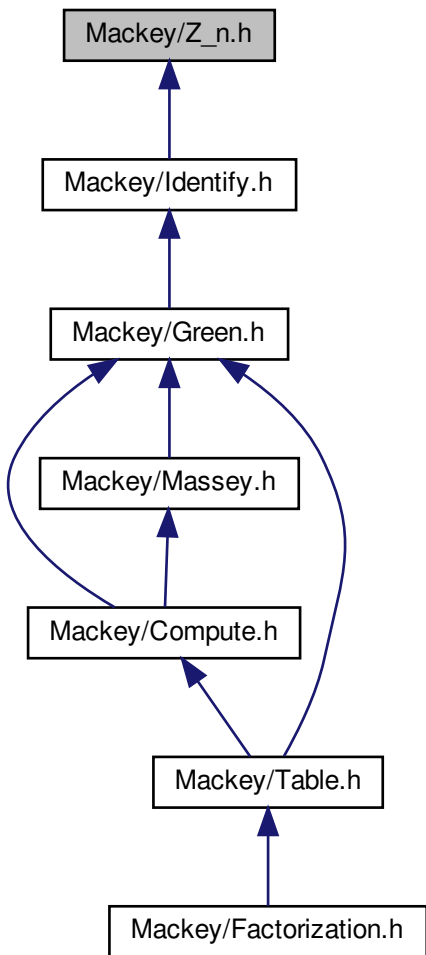 Mackey/Z_n.h
Mackey/Identify.h
Mackey/Green.h
Mackey/Massey.h
Mackey/Compute.h
Mackey/Table.h
Mackey/Factorization.h